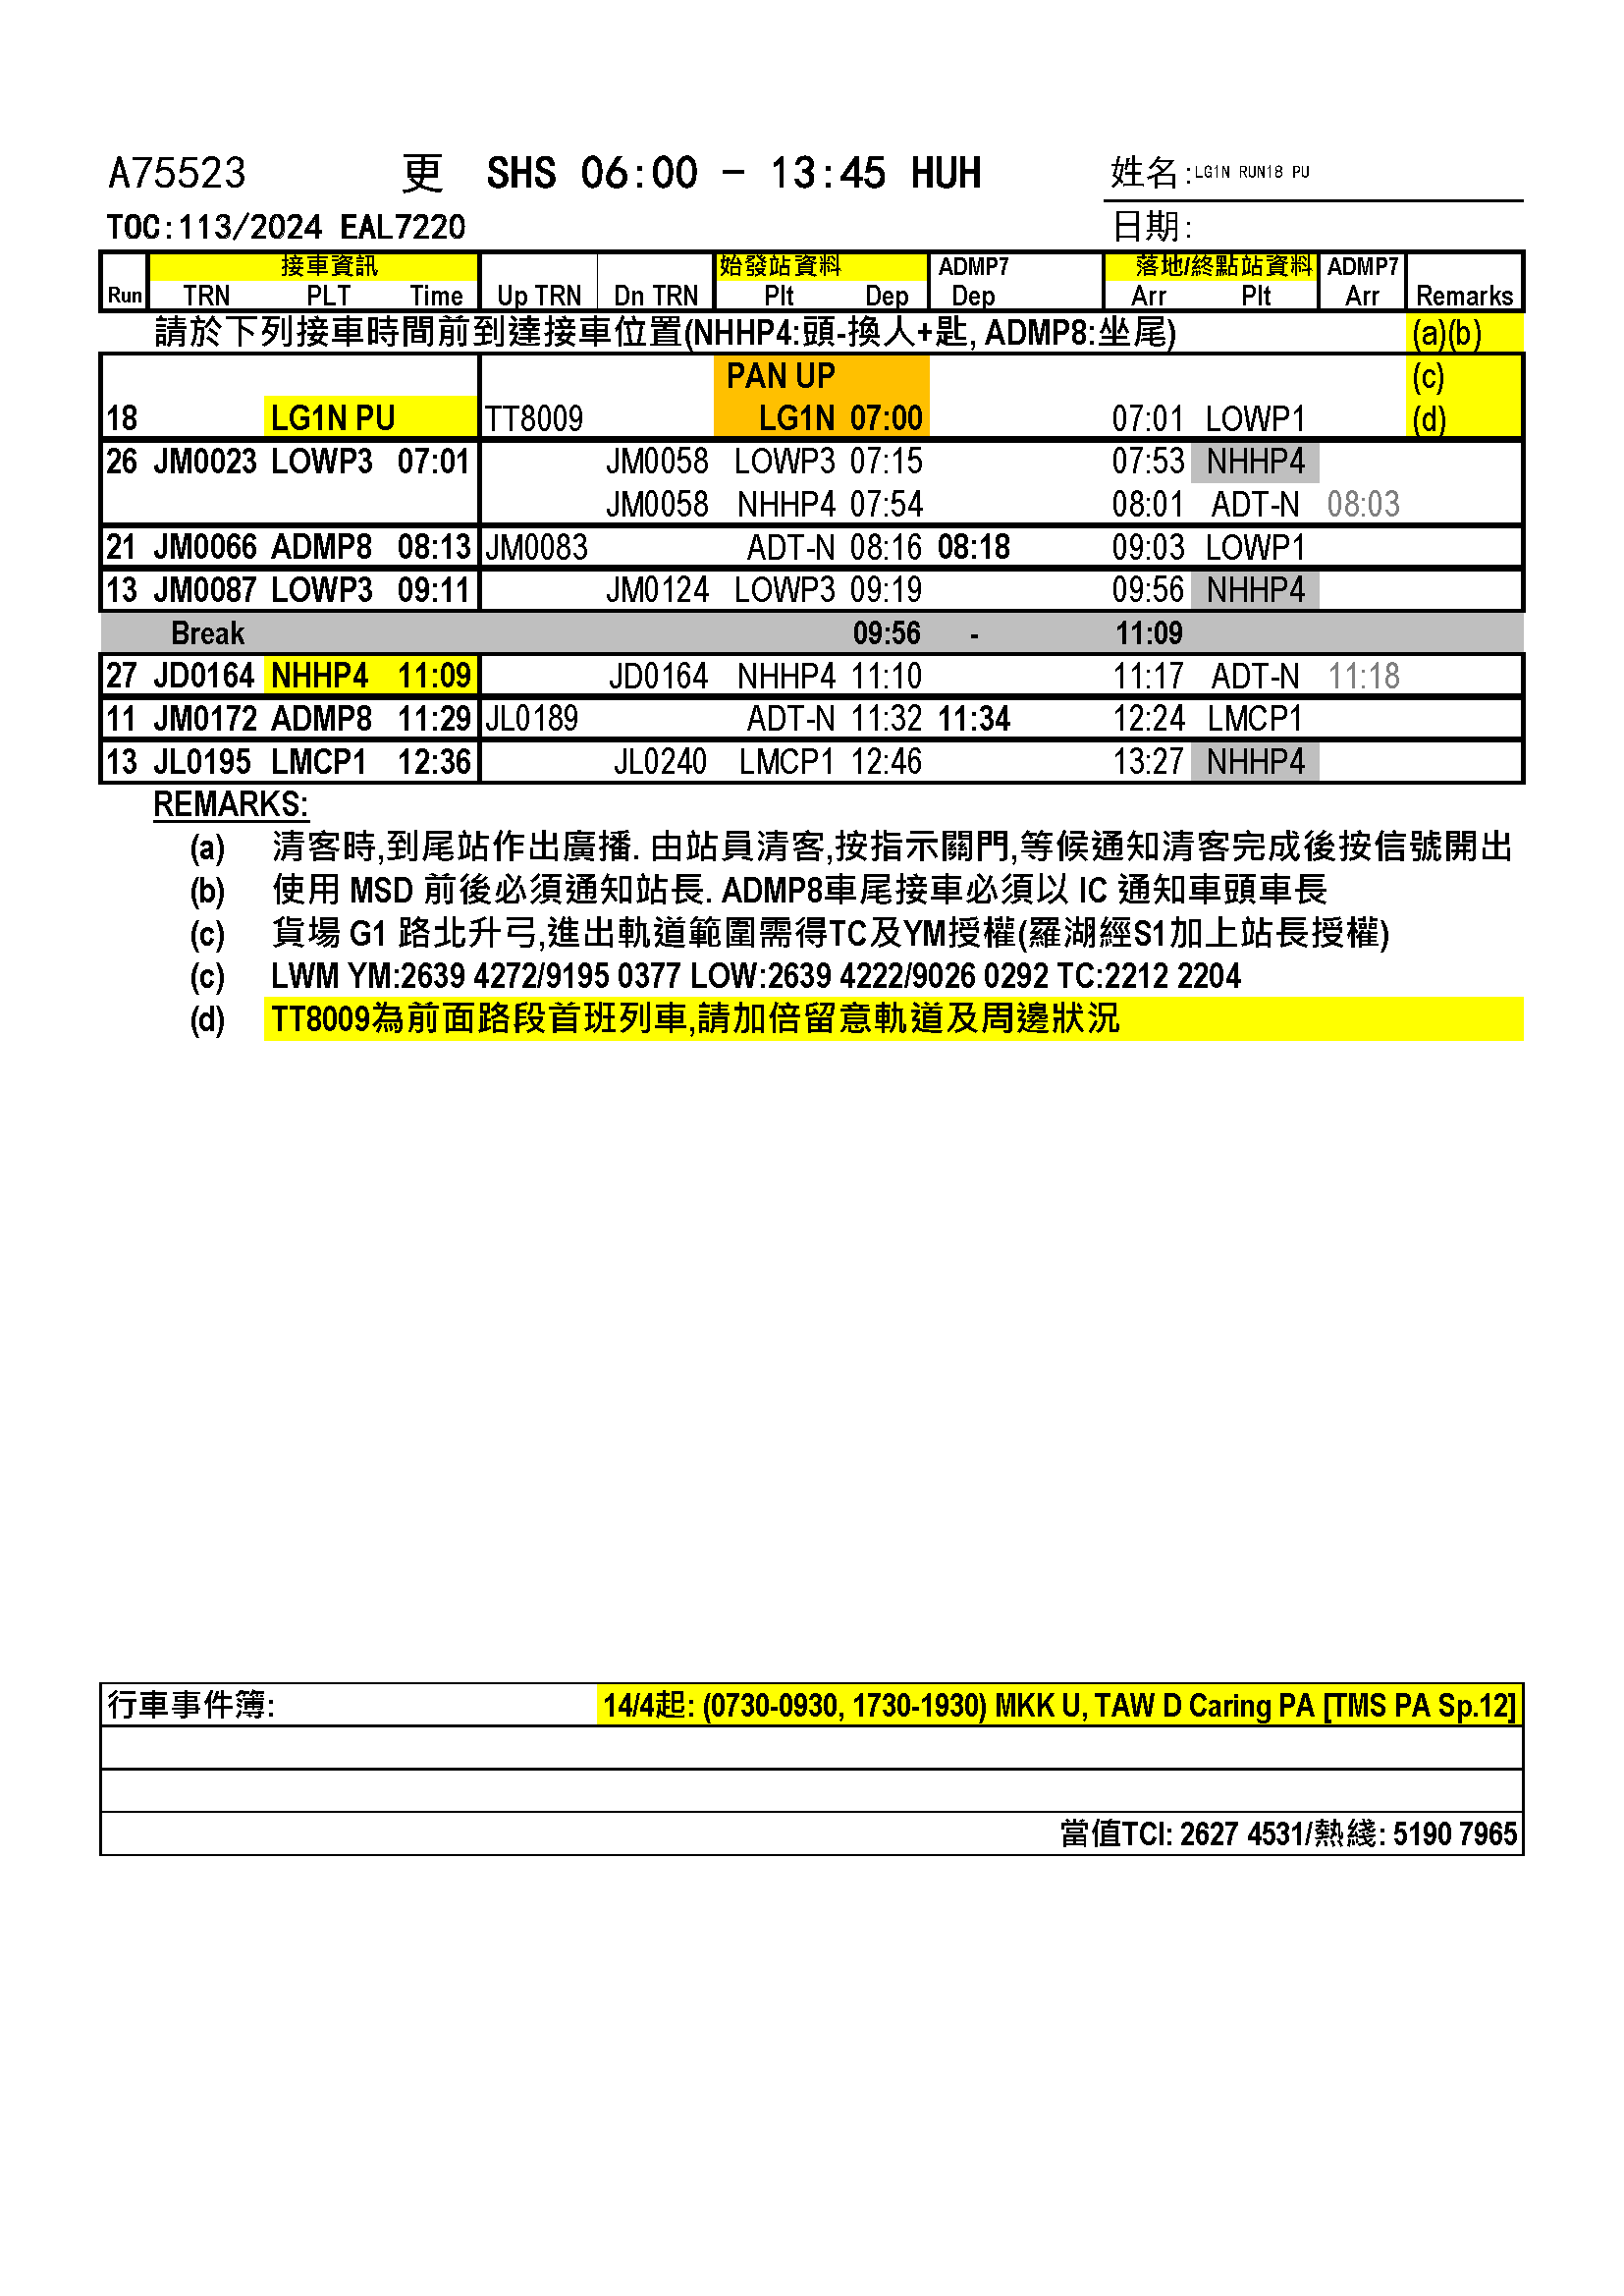 A75523 更 SHS 06:00 - 13:45 HUH 姓名:LG1N RUN18 PU
TOC:113/2024 EAL7220 日期:
接車資訊 始發站資料 ADMP7 落地/終點站資料 ADMP7
Run TRN PLT Time Up TRN Dn TRN Plt Dep Dep Arr Plt Arr Remarks
請於下列接車時間前到達接車位置(NHHP4:頭-換人+匙, ADMP8:坐尾) (a)(b)
PAN UP (c)
18 LG1N PU TT8009 LG1N 07:00 07:01 LOWP1 (d)
26 JM0023 LOWP3 07:01 JM0058 LOWP3 07:15 07:53 NHHP4
JM0058 NHHP4 07:54 08:01 ADT-N 08:03
21 JM0066 ADMP8 08:13 JM0083 ADT-N 08:16 08:18 09:03 LOWP1
13 JM0087 LOWP3 09:11 JM0124 LOWP3 09:19 09:56 NHHP4
Break 09:56 - 11:09
27 JD0164 NHHP4 11:09 JD0164 NHHP4 11:10 11:17 ADT-N 11:18
11 JM0172 ADMP8 11:29 JL0189 ADT-N 11:32 11:34 12:24 LMCP1
13 JL0195 LMCP1 12:36 JL0240 LMCP1 12:46 13:27 NHHP4
REMARKS:
(a) 清客時,到尾站作出廣播. 由站員清客,按指示關門,等候通知清客完成後按信號開出
(b) 使用 MSD 前後必須通知站長. ADMP8車尾接車必須以 IC 通知車頭車長
(c) 貨場 G1 路北升弓,進出軌道範圍需得TC及YM授權(羅湖經S1加上站長授權)
(c) LWM YM:2639 4272/9195 0377 LOW:2639 4222/9026 0292 TC:2212 2204
(d) TT8009為前面路段首班列車,請加倍留意軌道及周邊狀況
行車事件簿: 14/4起: (0730-0930, 1730-1930) MKK U, TAW D Caring PA [TMS PA Sp.12]
當值TCI: 2627 4531/熱綫: 5190 7965